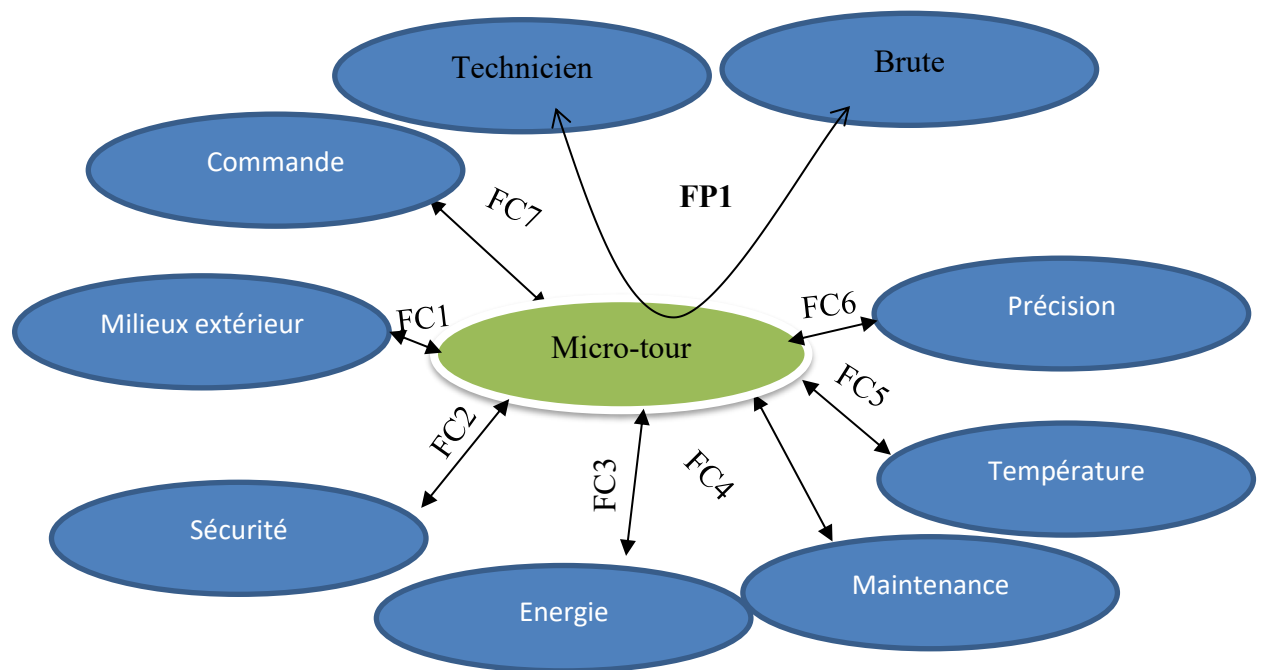 Technicien
Brute
Commande
FC7
FP1
Milieux extérieur
FC1
Micro-tour
FC6
Précision
FC5
FC2
FC3
FC4
Température
Sécurité
Energie
Maintenance